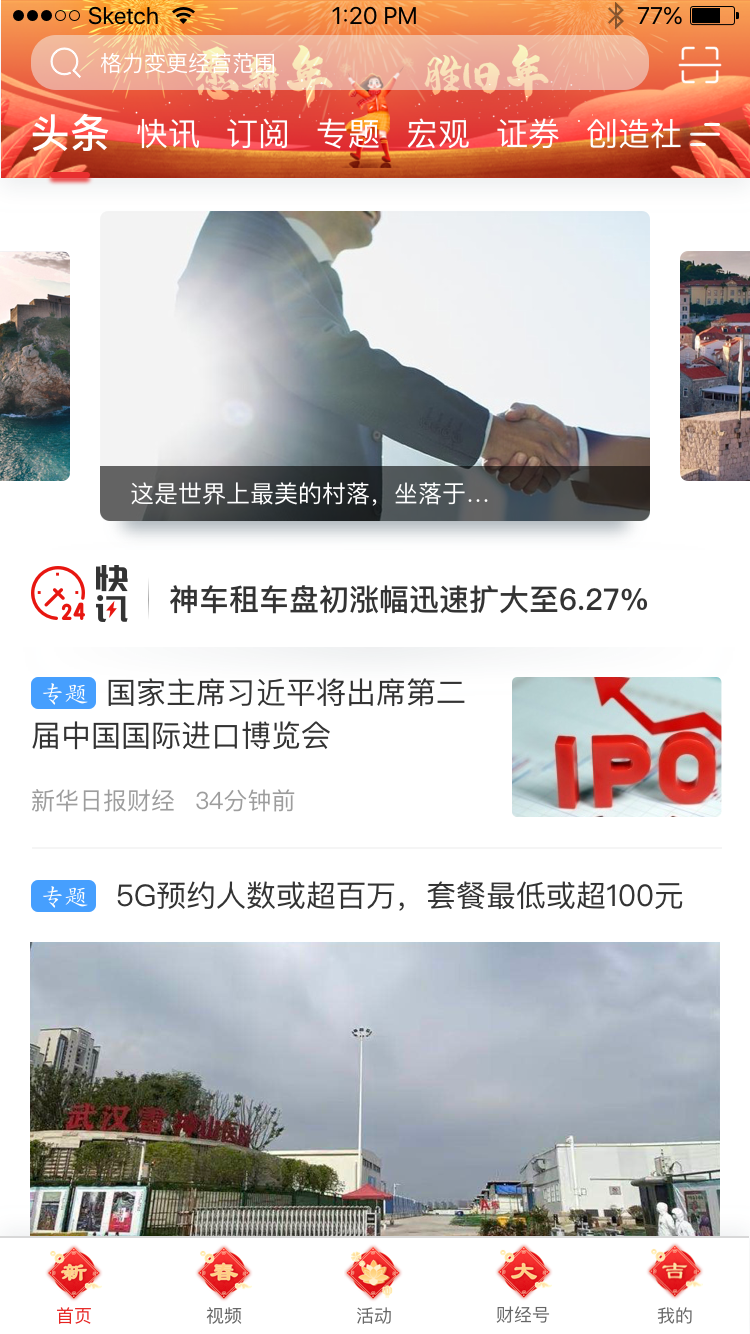 Sketch 1:20 PM 77%
格力变更经营范围
愿新年 胜旧年
头条 快讯 订阅 专题 宏观 证券 创造社
这是世界上最美的村落，坐落于...
24 快讯 神车租车盘初涨幅迅速扩大至6.27%
专题 国家主席习近平将出席第二
届中国国际进口博览会
新华日报财经 34分钟前
IPO
专题 5G预约人数或超百万，套餐最低或超100元
武汉雷神山医院
A
新 春 大 吉
首页 视频 活动 财经号 我的